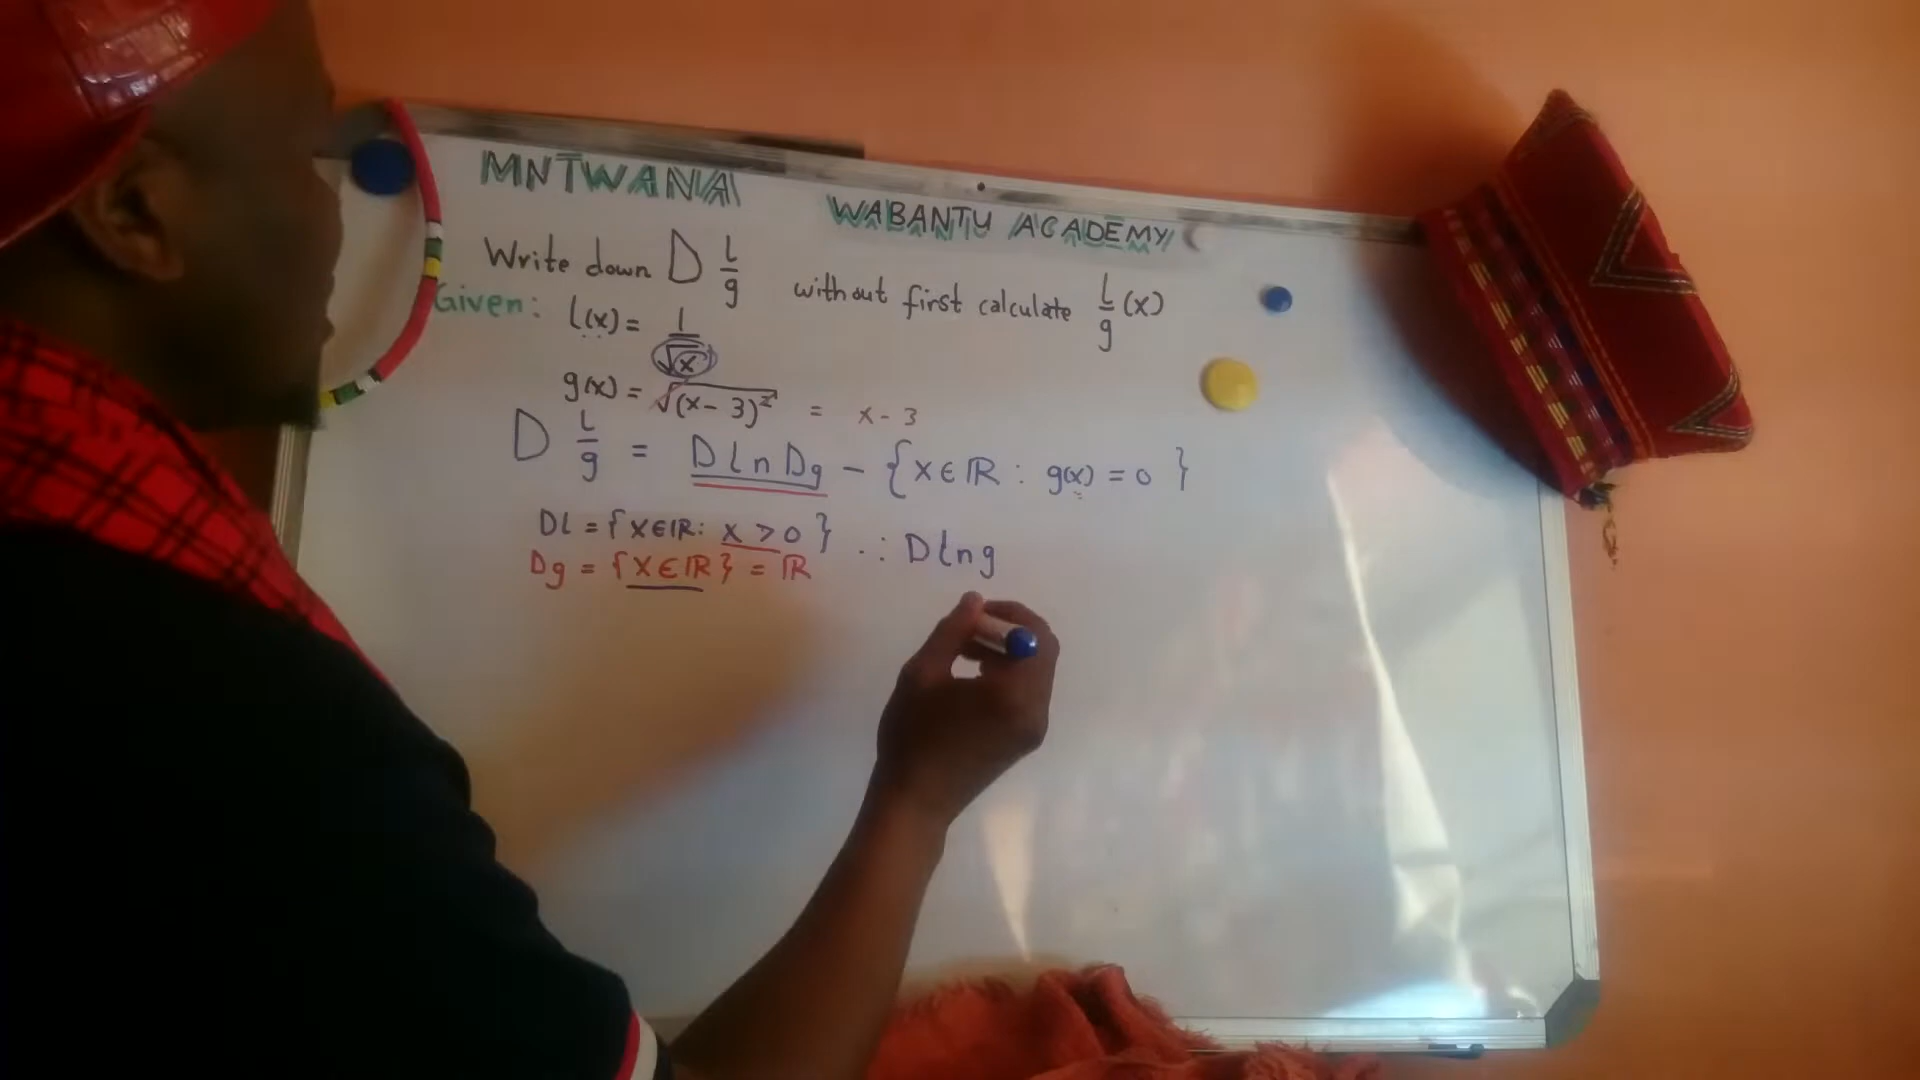 MNTWANA
WABANTU ACADEMY
Write down D l/g without first calculate l/g (x)
Given: l(x) = 1/√x
g(x) = √(x-3)² = x-3
D l/g = Dl∩Dg - {x∈ℝ : g(x) = 0}
Dl = {x∈ℝ: x > 0} ∴ Dl∩g
Dg = {x∈ℝ} = ℝ